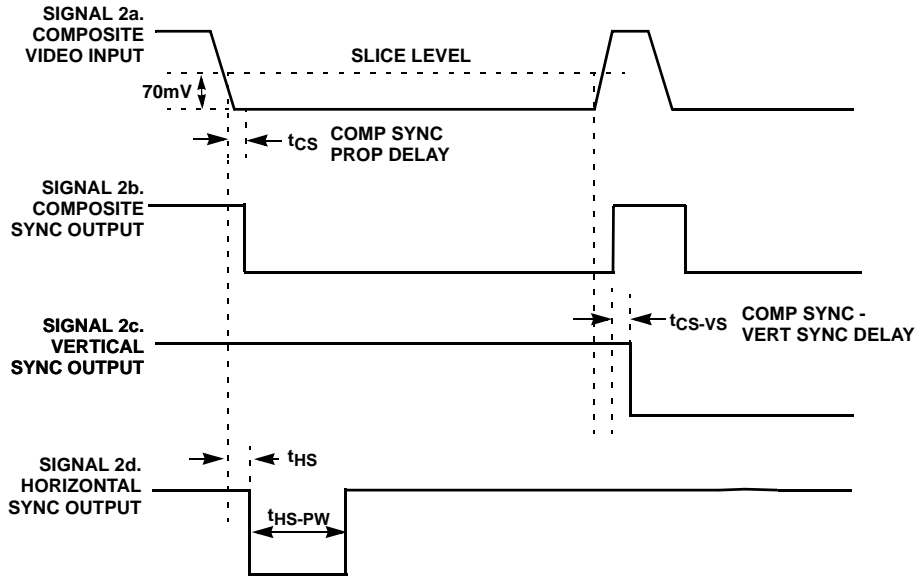 SIGNAL 2a.
COMPOSITE
VIDEO INPUT
SLICE LEVEL
70mV
tCS COMP SYNC
PROP DELAY
SIGNAL 2b.
COMPOSITE
SYNC OUTPUT
SIGNAL 2c.
VERTICAL
SYNC OUTPUT
tCS-VS COMP SYNC -
VERT SYNC DELAY
SIGNAL 2d.
HORIZONTAL
SYNC OUTPUT
tHS
tHS-PW